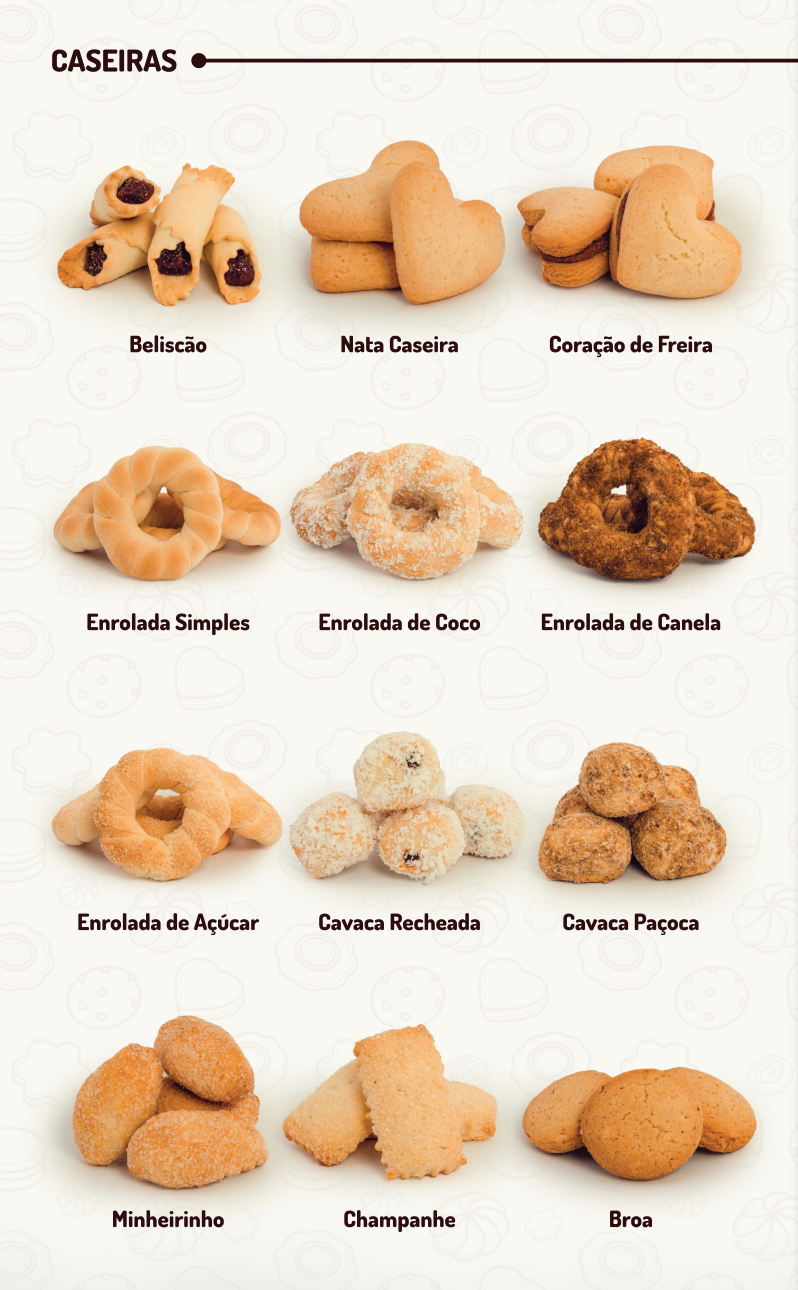 CASEIRAS
Beliscão
Nata Caseira
Coração de Freira
Enrolada Simples
Enrolada de Coco
Enrolada de Canela
Enrolada de Açúcar
Cavaca Recheada
Cavaca Paçoca
Minheirinho
Champanhe
Broa